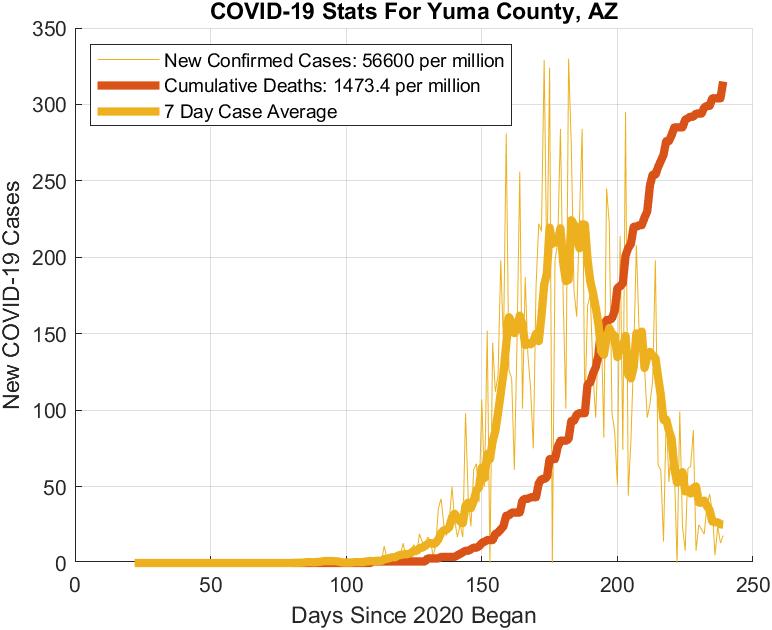 COVID-19 Stats For Yuma County, AZ
New Confirmed Cases: 56600 per million
Cumulative Deaths: 1473.4 per million
7 Day Case Average
350
300
250
200
150
100
50
0
New COVID-19 Cases
0 50 100 150 200 250
Days Since 2020 Began